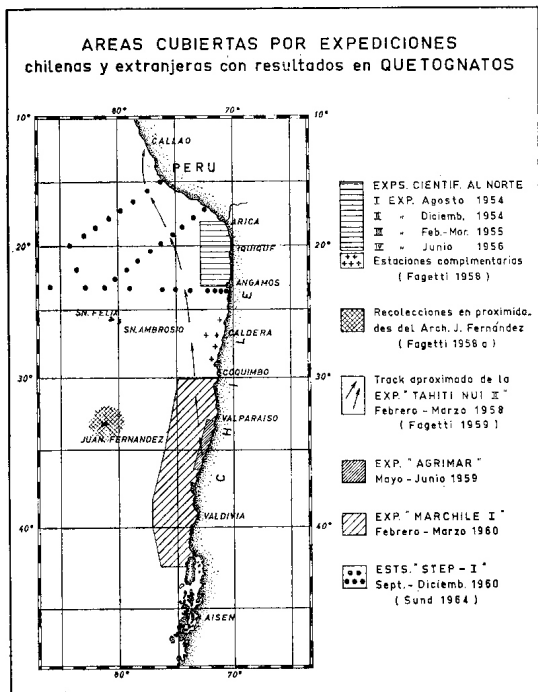 AREAS CUBIERTAS POR EXPEDICIONES
chilenas y extranjeras con resultados en QUETOGNATOS
80° 70°
10° 10°
CALLAO
PERU
ARICA
20° IQUIQUE 20°
ANGAMOS
SN. FELIX
SN. AMBROSIO
CALDERA
COQUIMBO
30° 30°
VALPARAISO
JUAN. FERNANDEZ
CHILE
VALDIVIA
40° 40°
AISEN
80° 70°
EXPS. CIENTIF. AL NORTE
I EXP. Agosto 1954
II " Diciemb. 1954
III " Feb.-Mar. 1955
IV " Junio 1956
Estaciones complmentarias
(Fagetti 1958)
Recolecciones en proximida-
des del Arch. J. Fernández
(Fagetti 1958 a)
Track aproximado de la
EXP. "TAHITI NUI II"
Febrero - Marzo 1958
(Fagetti 1959)
EXP. "AGRIMAR"
Mayo - Junio 1959
EXP. "MARCHILE I"
Febrero - Marzo 1960
ESTS. "STEP - I"
Sept. - Diciemb. 1960
(Sund 1964)